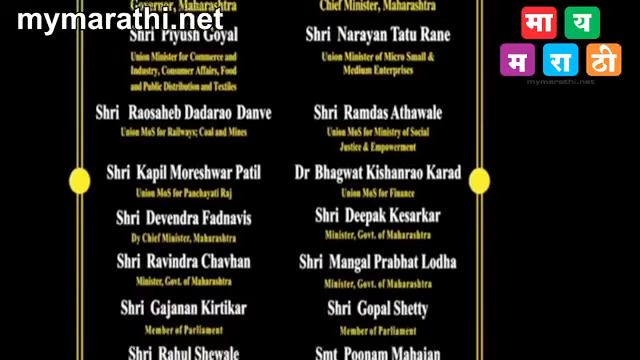 mymarathi.net
Governor, Maharashtra
Chief Minister, Maharashtra
मा य
म रा ठी
mymarathi.net
Shri Piyush Goyal
Union Minister for Commerce and
Industry, Consumer Affairs, Food
and Public Distribution and Textiles
Shri Narayan Tatu Rane
Union Minister of Micro Small &
Medium Enterprises
Shri Raosaheb Dadarao Danve
Union MoS for Railways; Coal and Mines
Shri Ramdas Athawale
Union MoS for Ministry of Social
Justice & Empowerment
Shri Kapil Moreshwar Patil
Union MoS for Panchayati Raj
Dr Bhagwat Kishanrao Karad
Union MoS for Finance
Shri Devendra Fadnavis
Dy Chief Minister, Maharashtra
Shri Deepak Kesarkar
Minister, Govt. of Maharashtra
Shri Ravindra Chavhan
Minister, Govt. of Maharashtra
Shri Mangal Prabhat Lodha
Minister, Govt. of Maharashtra
Shri Gajanan Kirtikar
Member of Parliament
Shri Gopal Shetty
Member of Parliament
Shri Rahul Shewale
Smt Poonam Mahajan